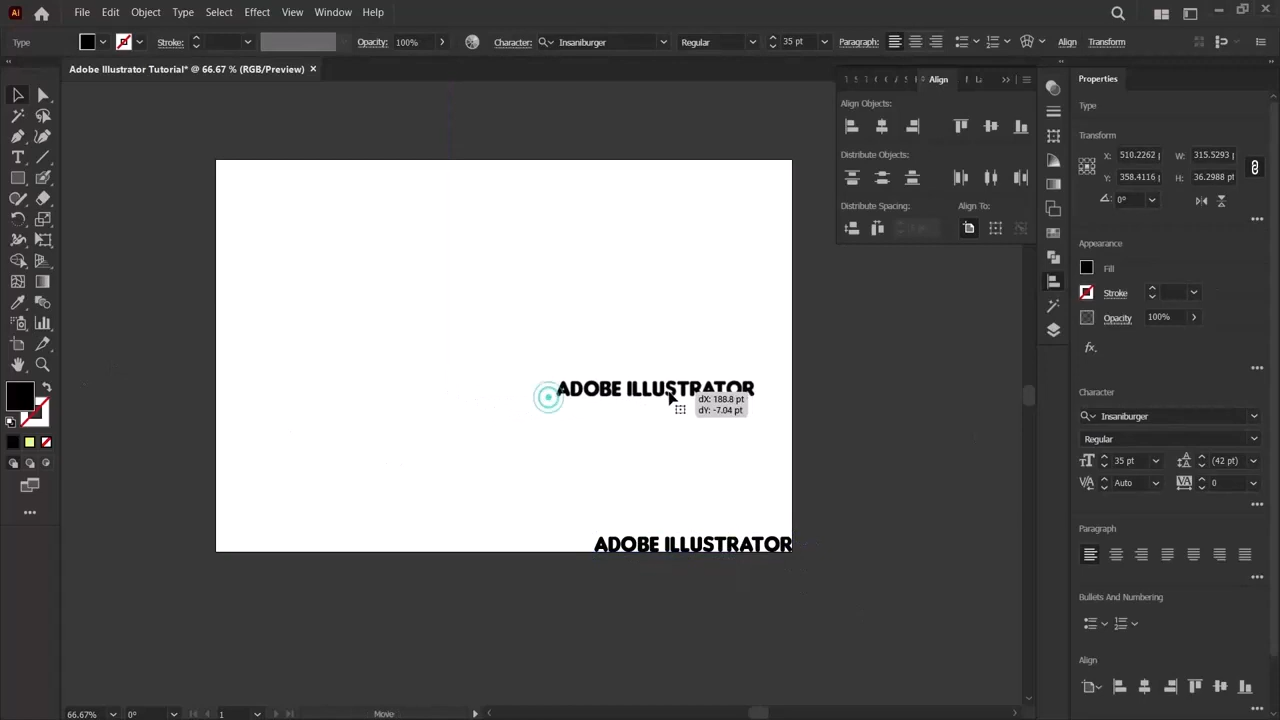 Ai File Edit Object Type Select Effect View Window Help
Type Stroke: Opacity: 100% Character: Insaniburger Regular 35 pt Paragraph: Align Transform
Adobe Illustrator Tutorial* @ 66.67 % (RGB/Preview) ×
Align
Properties
Align Objects:
Type
Transform
Distribute Objects:
X: 510.2262 p W: 315.5293 p
Y: 358.4116 p H: 36.2988 pt
0°
Distribute Spacing: Align To:
Appearance
Fill
Stroke
Opacity 100%
fx.
ADOBE ILLUSTRATOR
dX: 188.8 pt
dY: -7.04 pt
Character
Insaniburger
Regular
35 pt (42 pt)
Auto 0
Paragraph
ADOBE ILLUSTRATOR
Bullets And Numbering
Align
66.67% 0° 1 Move